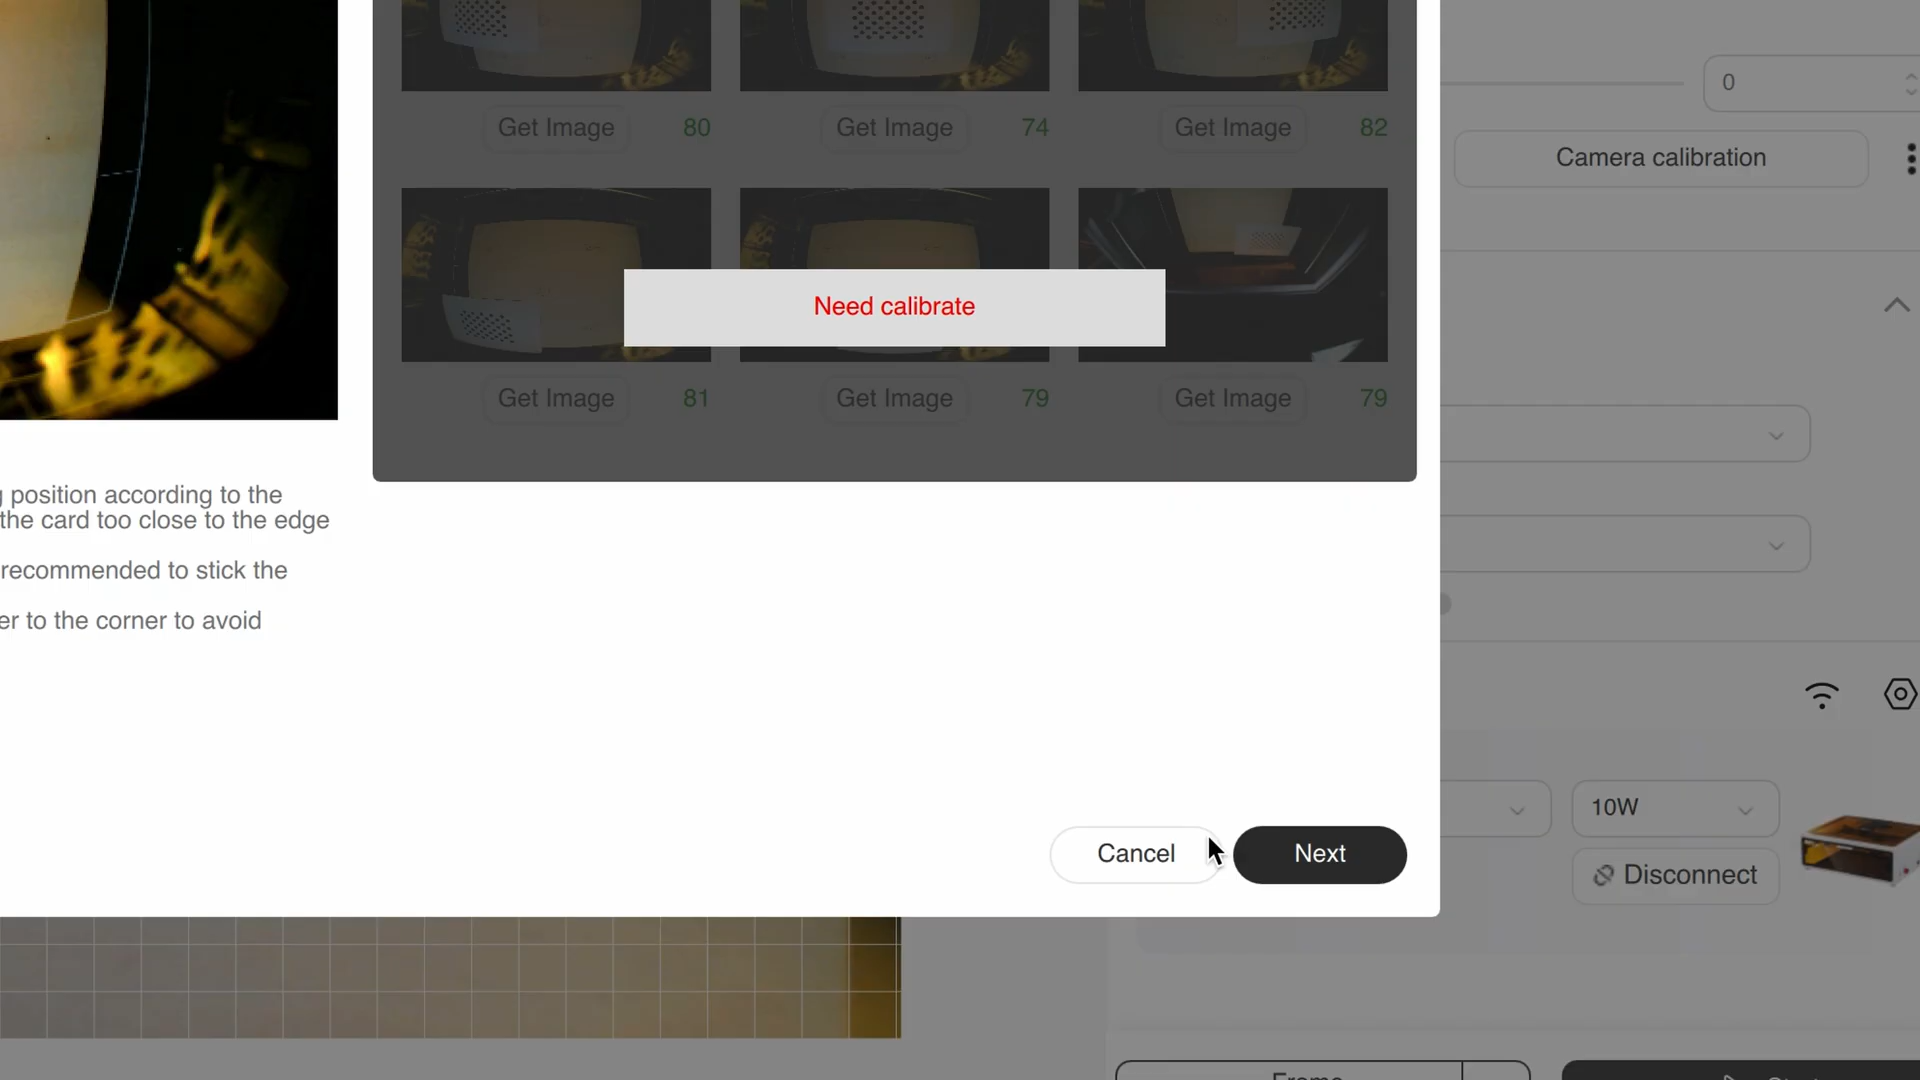 0
Get Image 80 Get Image 74 Get Image 82
Camera calibration
Need calibrate
Get Image 81 Get Image 79 Get Image 79
position according to the
the card too close to the edge
recommended to stick the
er to the corner to avoid
10W
Disconnect
Cancel Next
Frame